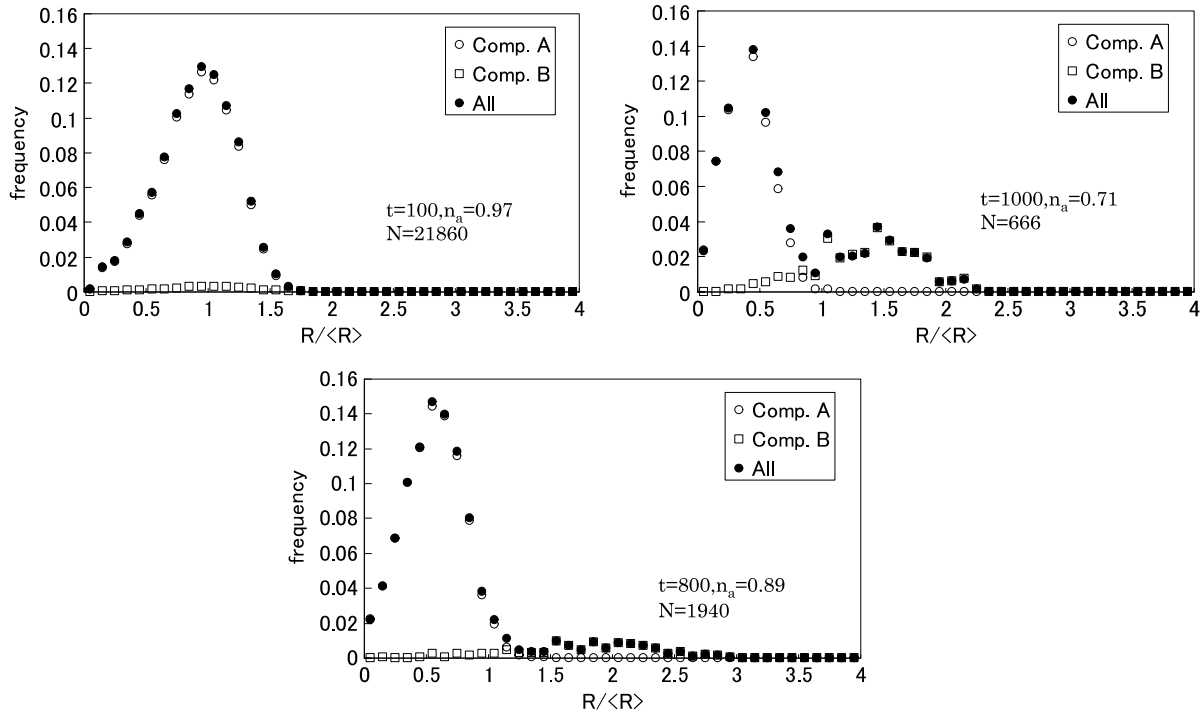 0.16
0.14
0.12
0.1
0.08
0.06
0.04
0.02
0
frequency
Comp. A
Comp. B
All
t=100,nₐ=0.97
N=21860
0 0.5 1 1.5 2 2.5 3 3.5 4
R/<R>
0.16
0.14
0.12
0.1
0.08
0.06
0.04
0.02
0
frequency
Comp. A
Comp. B
All
t=1000,nₐ=0.71
N=666
0 0.5 1 1.5 2 2.5 3 3.5 4
R/<R>
0.16
0.14
0.12
0.1
0.08
0.06
0.04
0.02
0
frequency
Comp. A
Comp. B
All
t=800,nₐ=0.89
N=1940
0 0.5 1 1.5 2 2.5 3 3.5 4
R/<R>